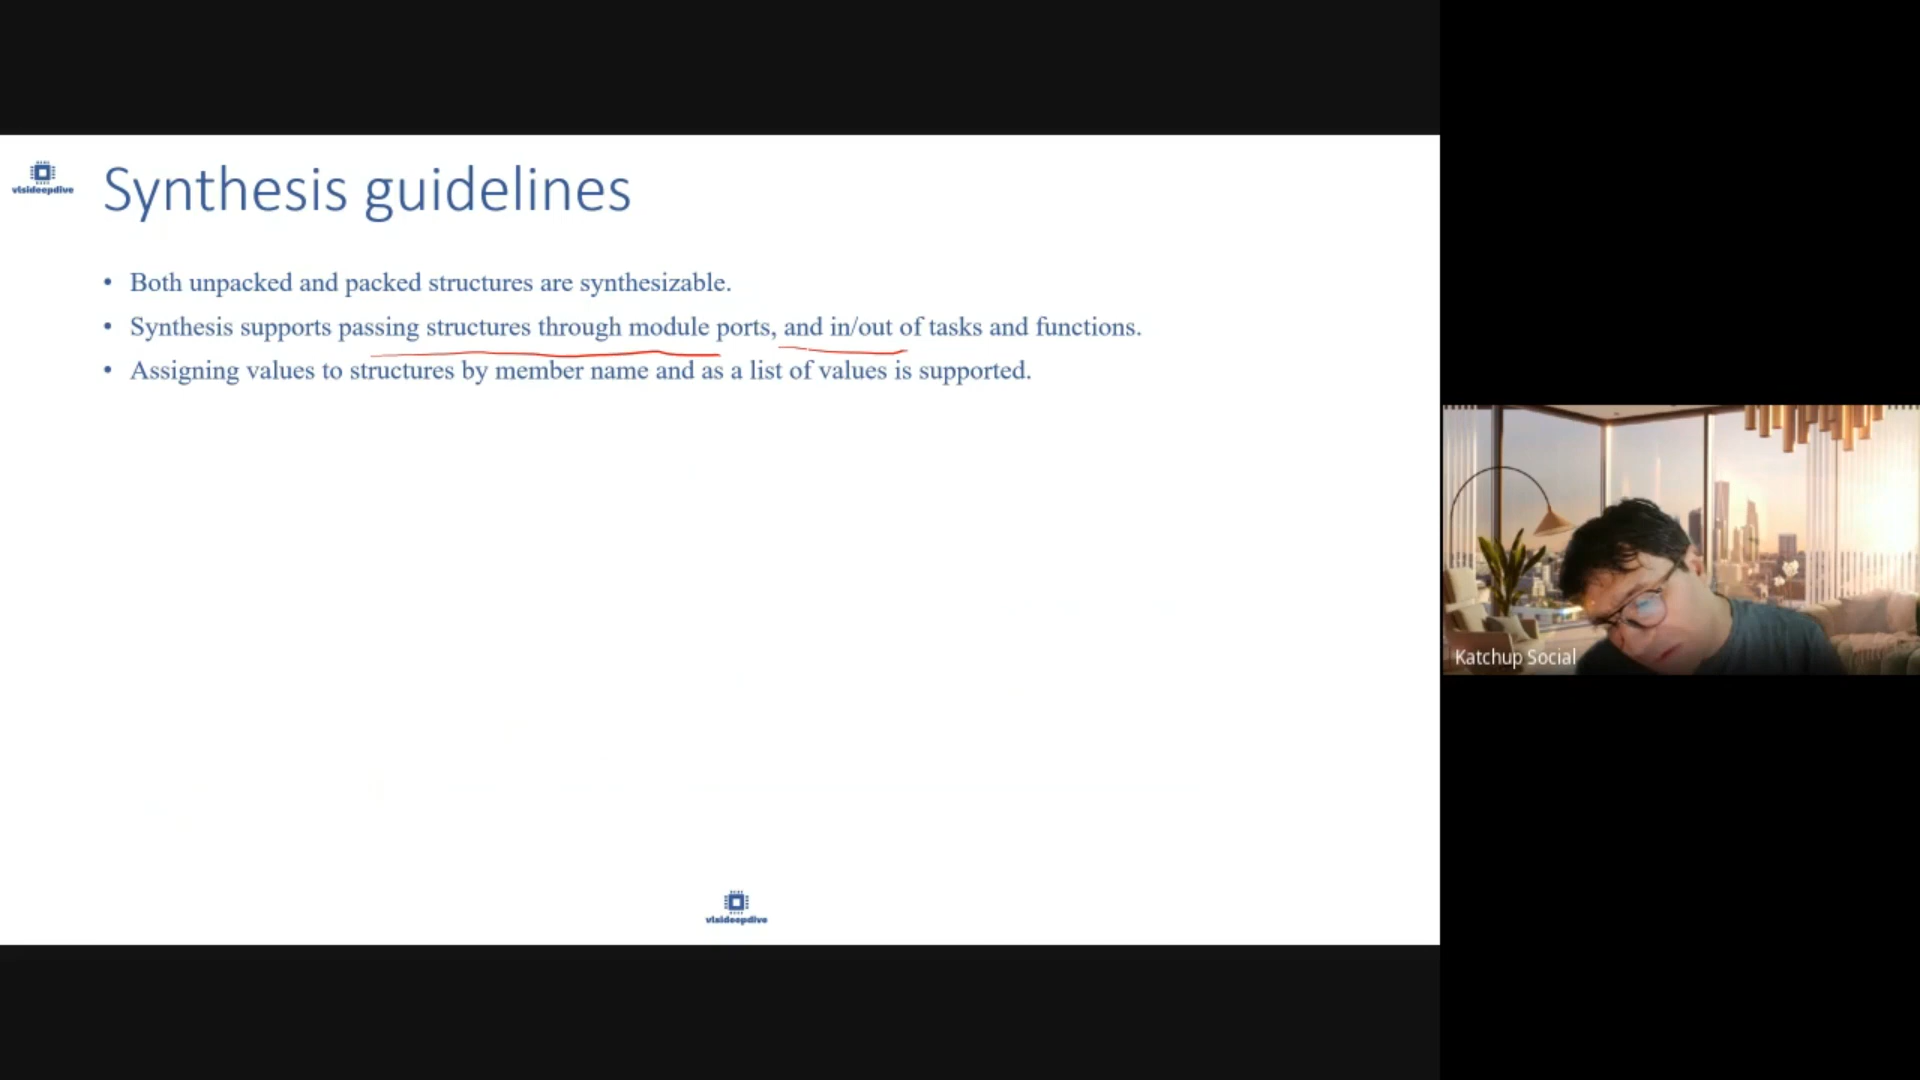 vlsideepdive
Synthesis guidelines
• Both unpacked and packed structures are synthesizable.
• Synthesis supports passing structures through module ports, and in/out of tasks and functions.
• Assigning values to structures by member name and as a list of values is supported.
Katchup Social
vlsideepdive